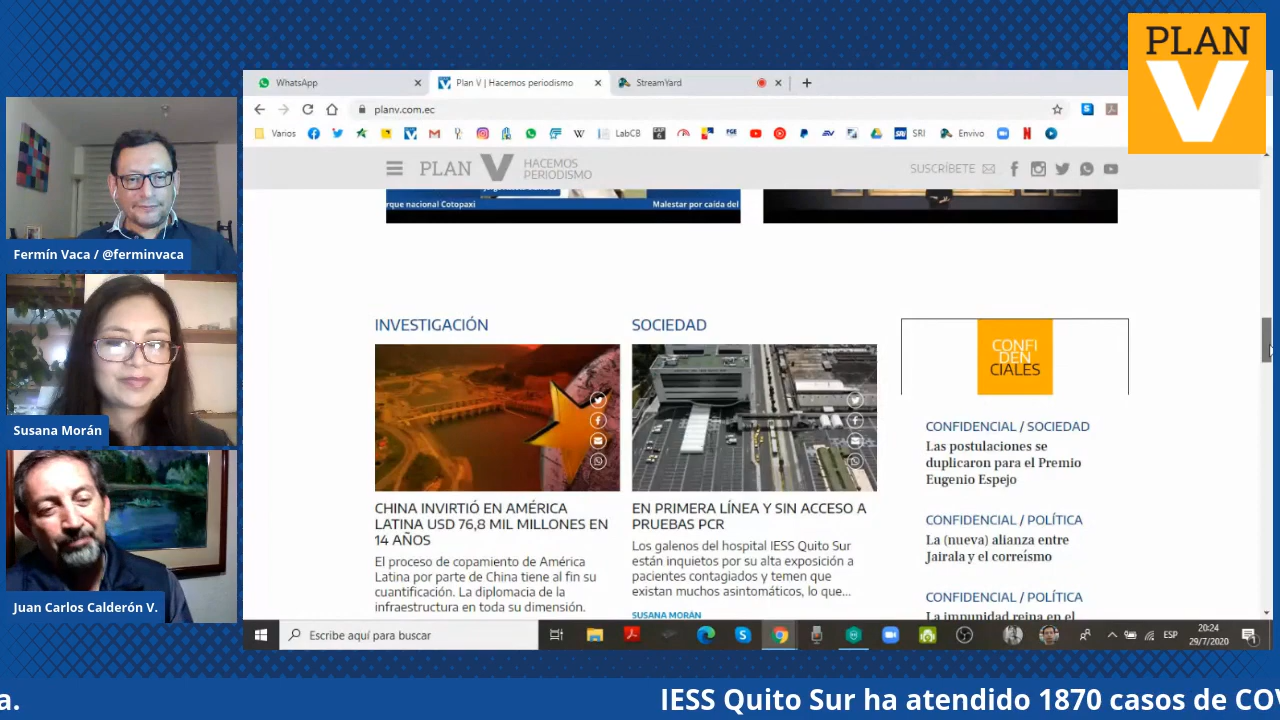 PLAN
V
Fermín Vaca / @ferminvaca
Susana Morán
Juan Carlos Calderón V.
WhatsApp
Plan V | Hacemos periodismo
StreamYard
planv.com.ec
Varios
LabCB
SRI
Envivo
PLAN V HACEMOS
PERIODISMO
SUSCRÍBETE
rque nacional Cotopaxi
Malestar por caída del
INVESTIGACIÓN
CHINA INVIRTIÓ EN AMÉRICA
LATINA USD 76,8 MIL MILLONES EN
14 AÑOS
El proceso de copamiento de América
Latina por parte de China tiene al fin su
cuantificación. La diplomacia de la
infraestructura en toda su dimensión.
SOCIEDAD
EN PRIMERA LÍNEA Y SIN ACCESO A
PRUEBAS PCR
Los galenos del hospital IESS Quito Sur
están inquietos por su alta exposición a
pacientes contagiados y temen que
existan muchos asintomáticos, lo que...
SUSANA MORÁN
CONFI
DEN
CIALES
CONFIDENCIAL / SOCIEDAD
Las postulaciones se
duplicaron para el Premio
Eugenio Espejo
CONFIDENCIAL / POLÍTICA
La (nueva) alianza entre
Jairala y el correísmo
CONFIDENCIAL / POLÍTICA
La impunidad reina en el
Escribe aquí para buscar
ESP
20:24
29/7/2020
a.
IESS Quito Sur ha atendido 1870 casos de COV